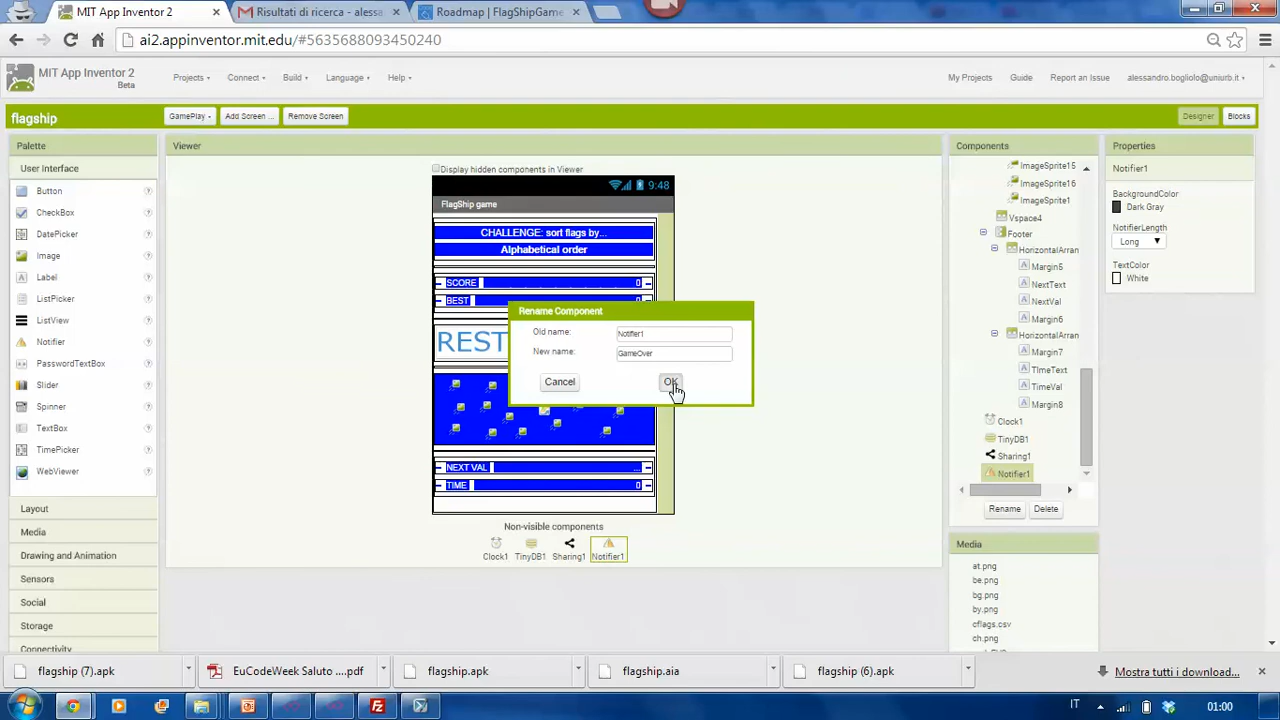 MIT App Inventor 2
Risultati di ricerca - alessa
Roadmap | FlagShipGame
ai2.appinventor.mit.edu/#5635688093450240
MIT App Inventor 2
Beta
Projects
Connect
Build
Language
Help
My Projects
Guide
Report an Issue
alessandro.bogliolo@uniurb.it
flagship
GamePlay
Add Screen ...
Remove Screen
Designer
Blocks
Palette
User Interface
Button
CheckBox
DatePicker
Image
Label
ListPicker
ListView
Notifier
PasswordTextBox
Slider
Spinner
TextBox
TimePicker
WebViewer
Layout
Media
Drawing and Animation
Sensors
Social
Storage
Connectivity
Viewer
Display hidden components in Viewer
9:48
FlagShip game
CHALLENGE: sort flags by...
Alphabetical order
SCORE 0
BEST
REST
NEXT VAL ...
TIME 0
Rename Component
Old name: Notifier1
New name: GameOver
Cancel
OK
Non-visible components
Clock1
TinyDB1
Sharing1
Notifier1
Components
ImageSprite15
ImageSprite16
ImageSprite1
Vspace4
Footer
HorizontalArran
Margin5
NextText
NextVal
Margin6
HorizontalArran
Margin7
TImeText
TimeVal
Margin8
Clock1
TinyDB1
Sharing1
Notifier1
Rename
Delete
Media
at.png
be.png
bg.png
by.png
cflags.csv
ch.png
Properties
Notifier1
BackgroundColor
Dark Gray
NotifierLength
Long
TextColor
White
flagship (7).apk
EuCodeWeek Saluto ....pdf
flagship.apk
flagship.aia
flagship (6).apk
Mostra tutti i download...
IT
01:00